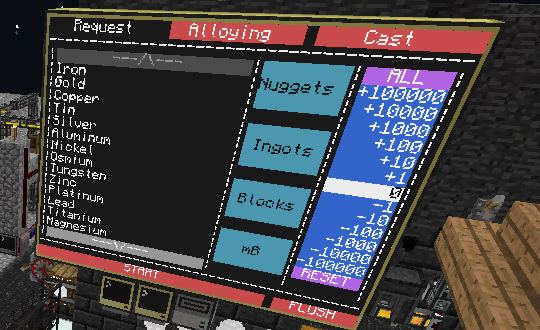 Request
Alloying
Cast
Iron
Gold
Copper
Tin
Silver
Aluminum
Nickel
Osmium
Tungsten
Zinc
Platinum
Lead
Titanium
Magnesium
Nuggets
Ingots
Blocks
mB
ALL
+100000
+10000
+1000
+100
+10
+1
0
-1
-10
-100
-1000
-10000
-100000
RESET
START
FLUSH